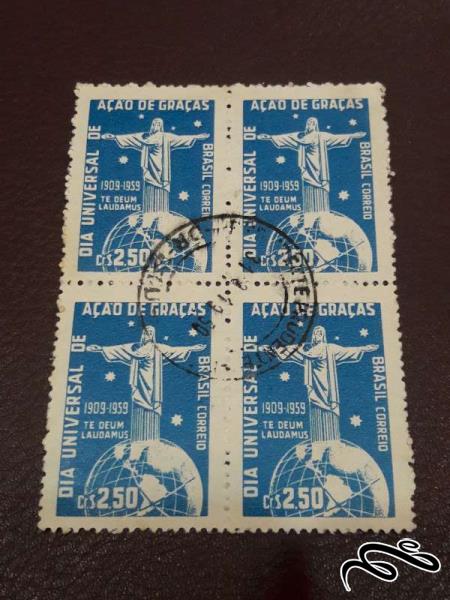 AÇÃO DE GRAÇAS
DIA UNIVERSAL DE
1909-1959
TE DEUM
LAUDAMUS
BRASIL CORREIO
Cr$ 2,50
AÇÃO DE GRAÇAS
DIA UNIVERSAL DE
1909-1959
TE DEUM
LAUDAMUS
BRASIL CORREIO
Cr$ 2,50
AÇÃO DE GRAÇAS
DIA UNIVERSAL DE
1909-1959
TE DEUM
LAUDAMUS
BRASIL CORREIO
Cr$ 2,50
AÇÃO DE GRAÇAS
DIA UNIVERSAL DE
1909-1959
TE DEUM
LAUDAMUS
BRASIL CORREIO
Cr$ 2,50